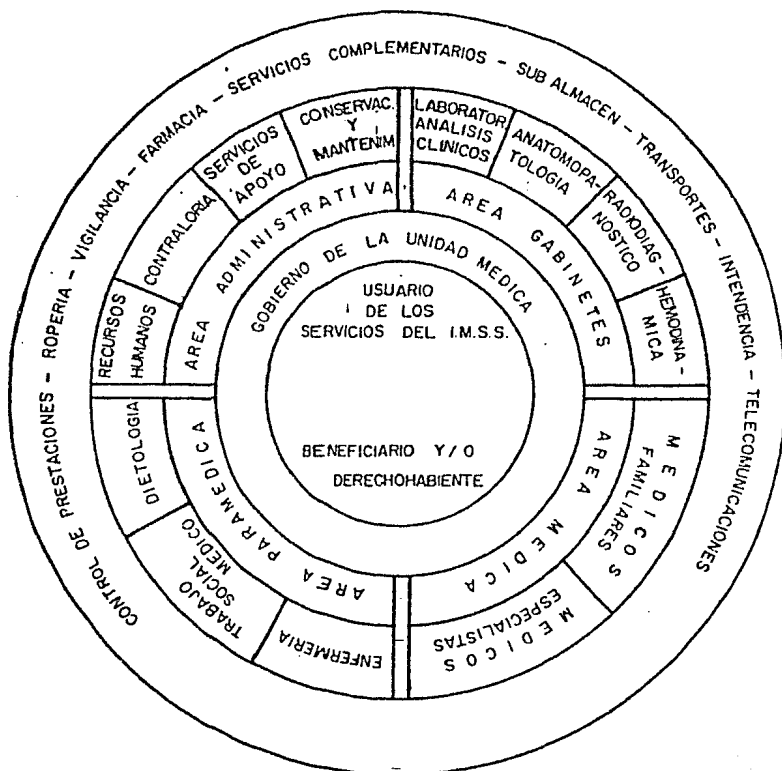 CONTROL DE PRESTACIONES - ROPERIA - VIGILANCIA - FARMACIA - SERVICIOS COMPLEMENTARIOS - SUB ALMACEN - TRANSPORTES - INTENDENCIA - TELECOMUNICACIONES
RECURSOS
HUMANOS
CONTRALORIA
SERVICIOS
DE
APOYO
CONSERVAC.
Y
MANTENIM
LABORATOR
ANALISIS
CLINICOS
ANATOMOPA-
TOLOGIA
RADIODIAG-
NOSTICO
HEMODINA-
MICA
MEDICOS
FAMILIARES
MEDICOS
ESPECIALISTAS
ENFERMERIA
TRABAJO
SOCIAL
MEDICO
DIETOLOGIA
AREA ADMINISTRATIVA
AREA GABINETES
AREA MEDICA
AREA PARAMEDICA
GOBIERNO DE LA UNIDAD MEDICA
USUARIO
DE LOS
SERVICIOS DEL I.M.S.S.
BENEFICIARIO Y/O
DERECHOHABIENTE